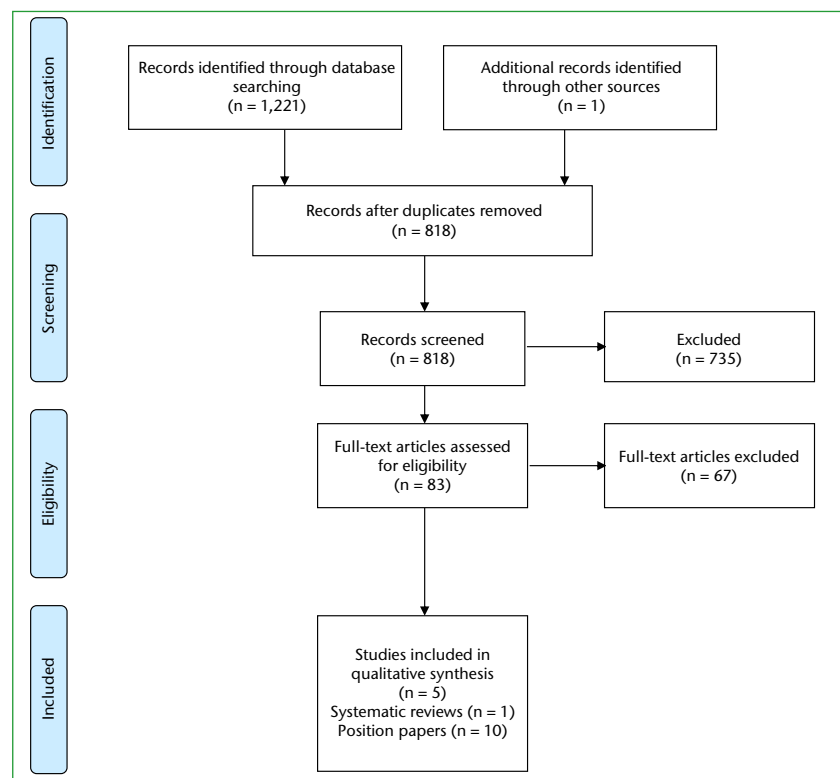 Identification
Records identified through database
searching
(n = 1,221)
Additional records identified
through other sources
(n = 1)
Screening
Records after duplicates removed
(n = 818)
Records screened
(n = 818)
Excluded
(n = 735)
Eligibility
Full-text articles assessed
for eligibility
(n = 83)
Full-text articles excluded
(n = 67)
Included
Studies included in
qualitative synthesis
(n = 5)
Systematic reviews (n = 1)
Position papers (n = 10)